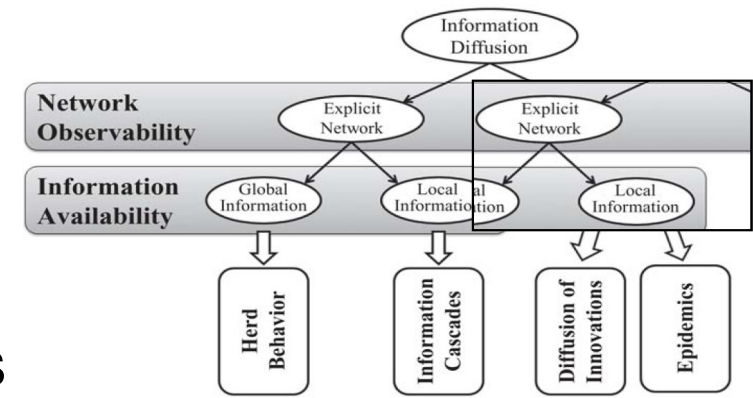 Information
Diffusion
Network
Observability
Explicit
Network
Explicit
Network
Information
Availability
Global
Information
Local
Informatio
al
tion
Local
Information
Herd
Behavior
Information
Cascades
Diffusion of
Innovations
Epidemics
s